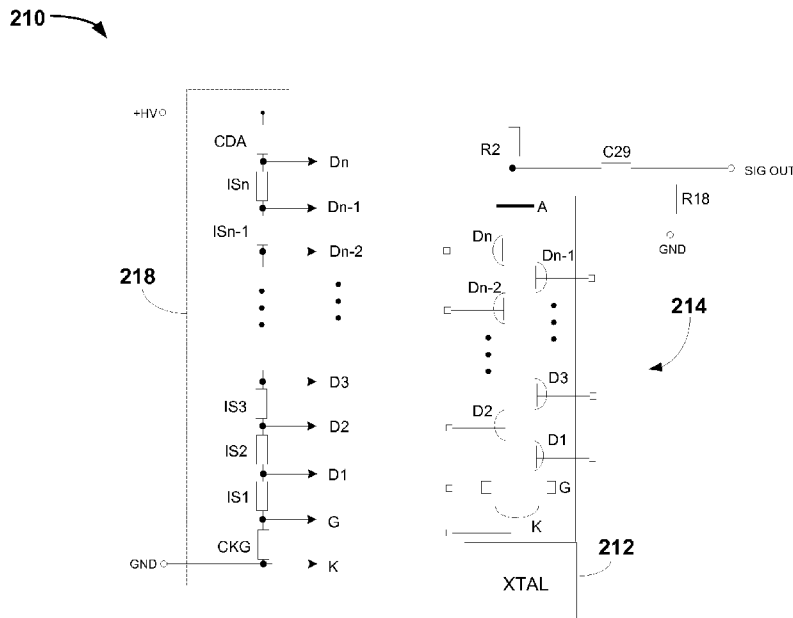 210
+HV
CDA
Dn
ISn
Dn-1
ISn-1
Dn-2
218
D3
IS3
D2
IS2
D1
IS1
G
CKG
GND
K
R2
C29
SIG OUT
A
R18
Dn
GND
Dn-1
Dn-2
214
D3
D2
D1
G
K
212
XTAL